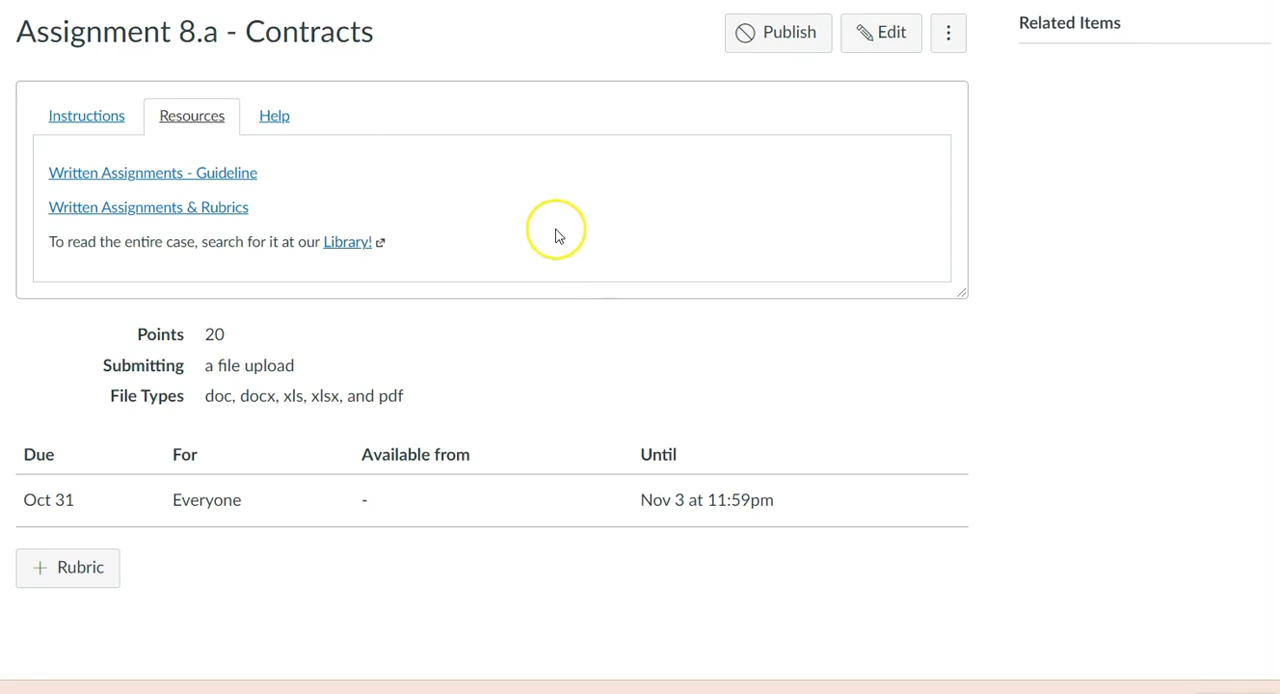 Assignment 8.a - Contracts
Publish
Edit
Related Items
Instructions
Resources
Help
Written Assignments - Guideline
Written Assignments & Rubrics
To read the entire case, search for it at our Library!
Points 20
Submitting a file upload
File Types doc, docx, xls, xlsx, and pdf
Due For Available from Until
Oct 31 Everyone - Nov 3 at 11:59pm
+ Rubric